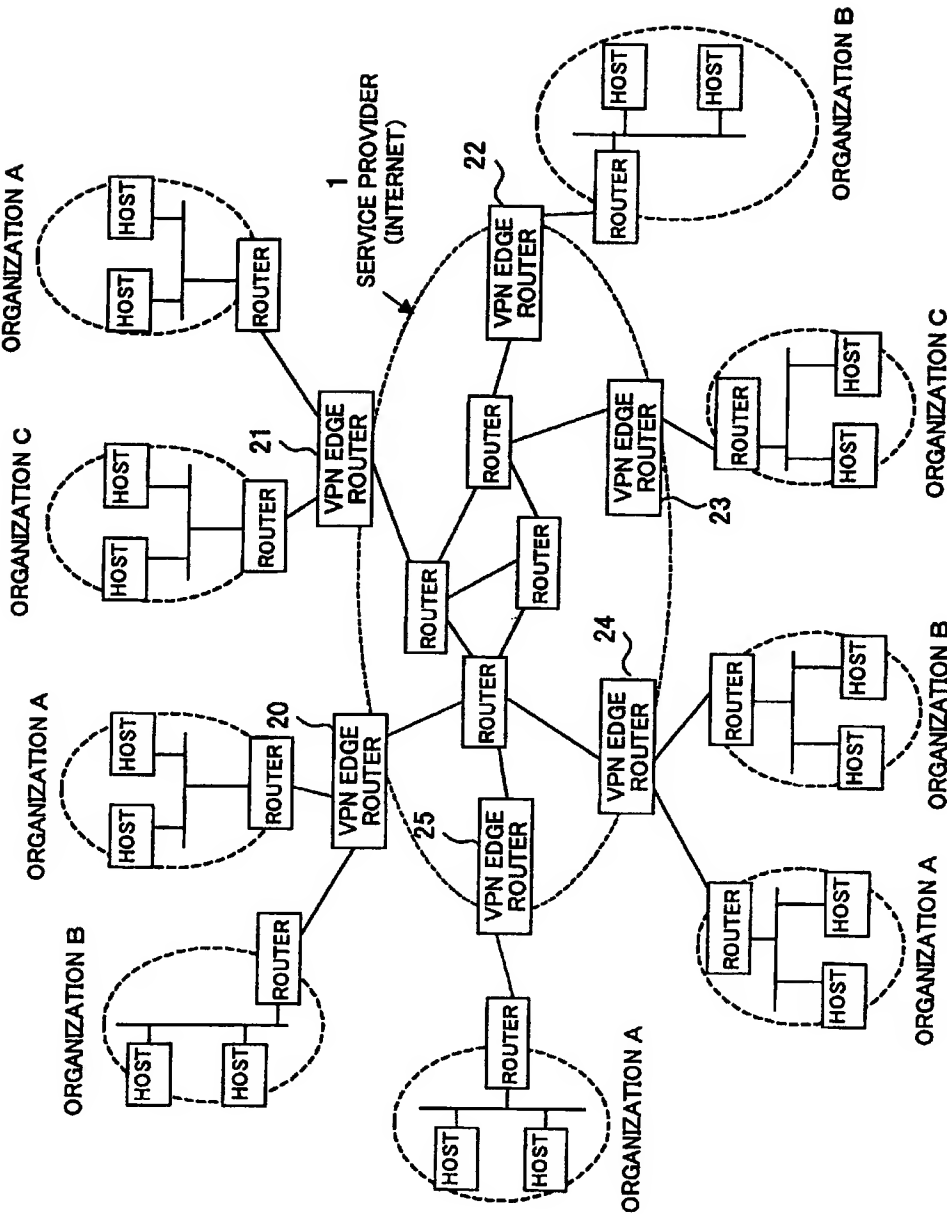 ORGANIZATION B
HOST
HOST
ROUTER
ORGANIZATION A
HOST
HOST
ROUTER
ORGANIZATION C
HOST
HOST
ROUTER
ORGANIZATION A
HOST
HOST
ROUTER
20
VPN EDGE
ROUTER
21
VPN EDGE
ROUTER
1
SERVICE PROVIDER
(INTERNET)
ORGANIZATION A
HOST
HOST
ROUTER
25
VPN EDGE
ROUTER
ROUTER
ROUTER
ROUTER
ROUTER
22
VPN EDGE
ROUTER
ROUTER
HOST
HOST
ORGANIZATION B
24
VPN EDGE
ROUTER
23
VPN EDGE
ROUTER
ROUTER
HOST
HOST
ORGANIZATION A
ROUTER
HOST
HOST
ORGANIZATION B
ROUTER
HOST
HOST
ORGANIZATION C